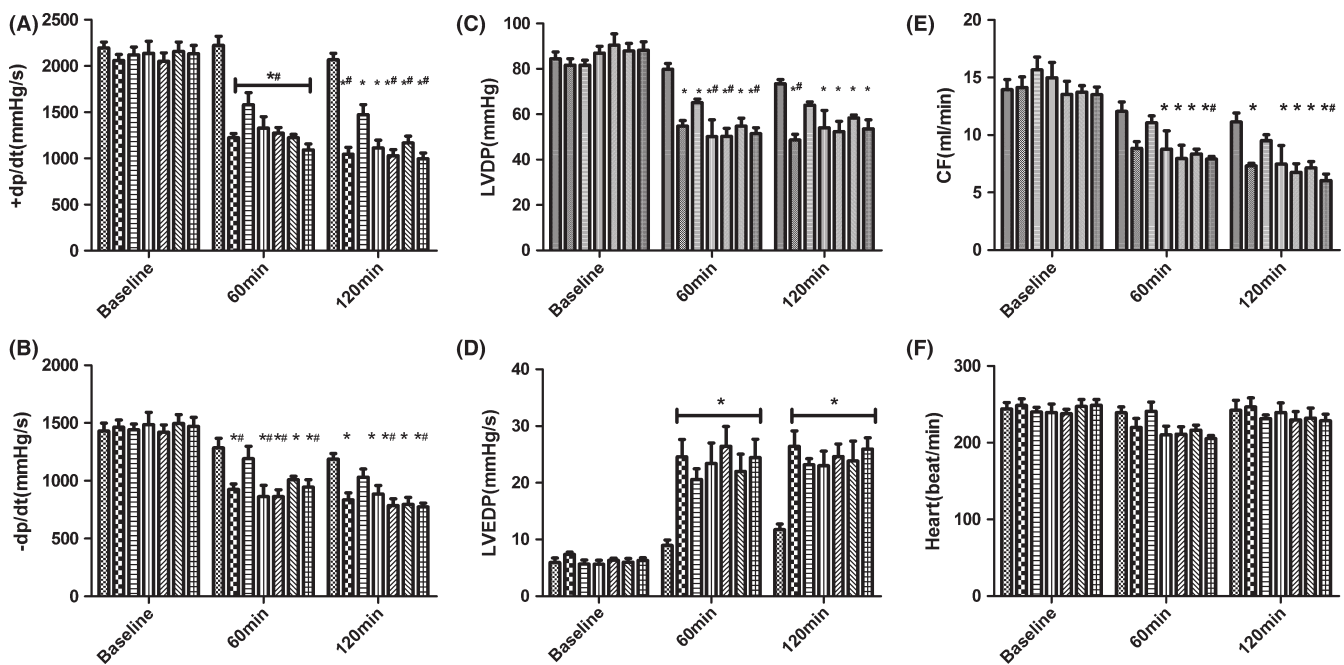 (A)
2500
2000
1500
1000
500
0
+dp/dt(mmHg/s)
*#
*# * * *# *# *#
Baseline
60min
120min
(C)
100
80
60
40
20
0
LVDP(mmHg)
* * *# *# * *#
*# * * * *
Baseline
60min
120min
(E)
20
15
10
5
0
CF(ml/min)
* * * *#
* * * * *#
Baseline
60min
120min
(B)
2000
1500
1000
500
0
-dp/dt(mmHg/s)
*# *# *# * *#
* * *# * *#
Baseline
60min
120min
(D)
40
30
20
10
0
LVEDP(mmHg/s)
*
*
Baseline
60min
120min
(F)
300
200
100
0
Heart(beat/min)
Baseline
60min
120min